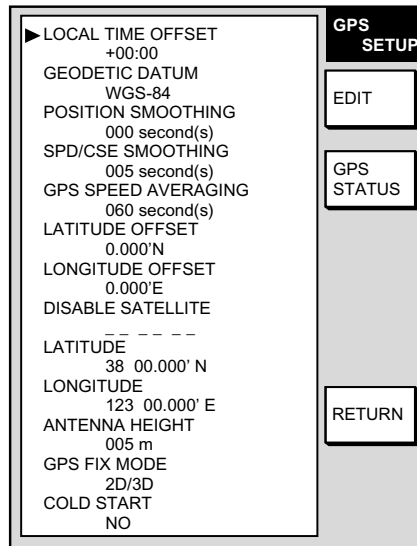 LOCAL TIME OFFSET
+00:00
GEODETIC DATUM
WGS-84
POSITION SMOOTHING
000 second(s)
SPD/CSE SMOOTHING
005 second(s)
GPS SPEED AVERAGING
060 second(s)
LATITUDE OFFSET
0.000'N
LONGITUDE OFFSET
0.000'E
DISABLE SATELLITE
_ _ _ _ _ _
LATITUDE
38 00.000' N
LONGITUDE
123 00.000' E
ANTENNA HEIGHT
005 m
GPS FIX MODE
2D/3D
COLD START
NO
GPS
SETUP
EDIT
GPS
STATUS
RETURN